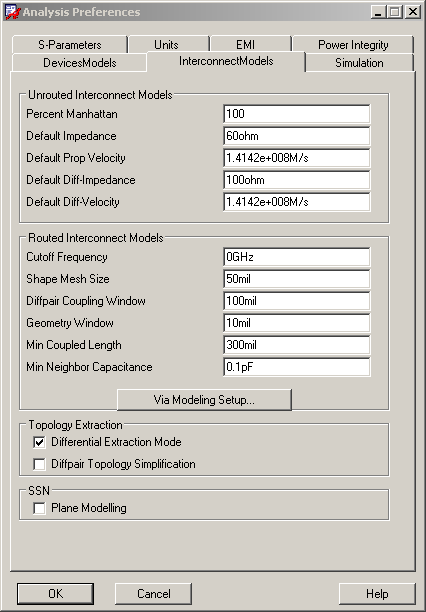 Analysis Preferences
S-Parameters Units EMI Power Integrity
DevicesModels InterconnectModels Simulation
Unrouted Interconnect Models
Percent Manhattan 100
Default Impedance 60ohm
Default Prop Velocity 1.4142e+008M/s
Default Diff-Impedance 100ohm
Default Diff-Velocity 1.4142e+008M/s
Routed Interconnect Models
Cutoff Frequency 0GHz
Shape Mesh Size 50mil
Diffpair Coupling Window 100mil
Geometry Window 10mil
Min Coupled Length 300mil
Min Neighbor Capacitance 0.1pF
Via Modeling Setup...
Topology Extraction
Differential Extraction Mode
Diffpair Topology Simplification
SSN
Plane Modelling
OK Cancel Help